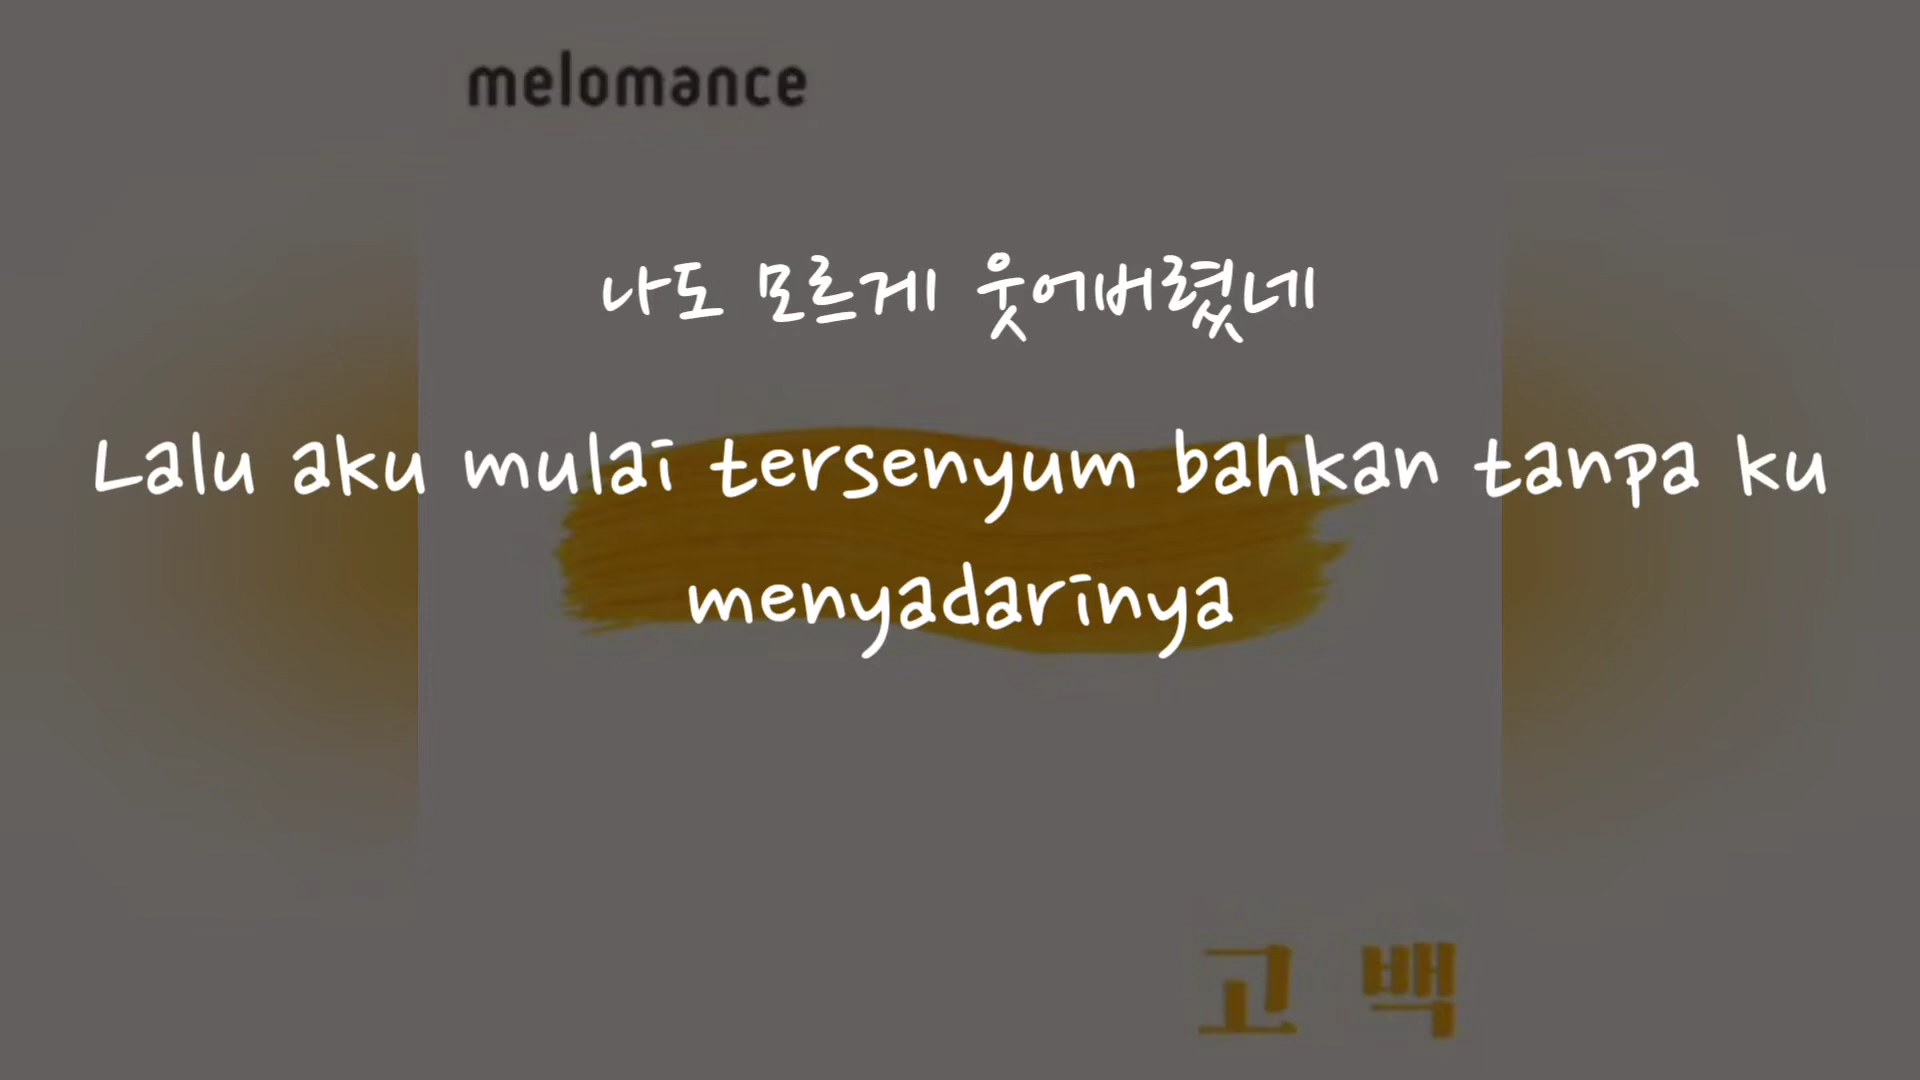 melomance
나도 모르게 웃어버렸네
Lalu aku mulai tersenyum bahkan tanpa ku
menyadarinya
고백